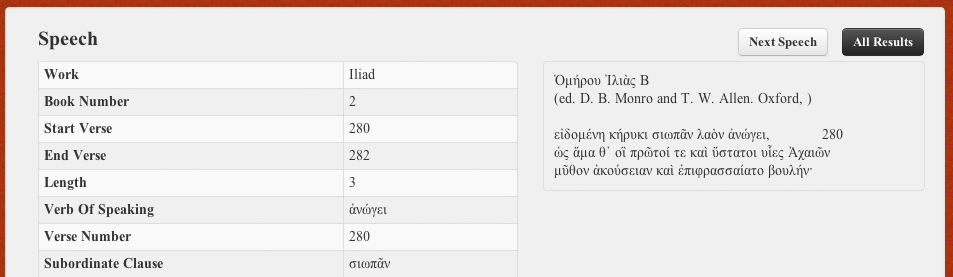 Speech
Next Speech
All Results
Work Iliad
Book Number 2
Start Verse 280
End Verse 282
Length 3
Verb Of Speaking ἀνώγει
Verse Number 280
Subordinate Clause σιωπᾶν
Ὁμήρου Ἰλιὰς Β
(ed. D. B. Monro and T. W. Allen. Oxford, )
εἰδομένη κήρυκι σιωπᾶν λαὸν ἀνώγει, 280
ὡς ἅμα θ᾽ οἳ πρῶτοί τε καὶ ὕστατοι υἷες Ἀχαιῶν
μῦθον ἀκούσειαν καὶ ἐπιφρασσαίατο βουλήν·